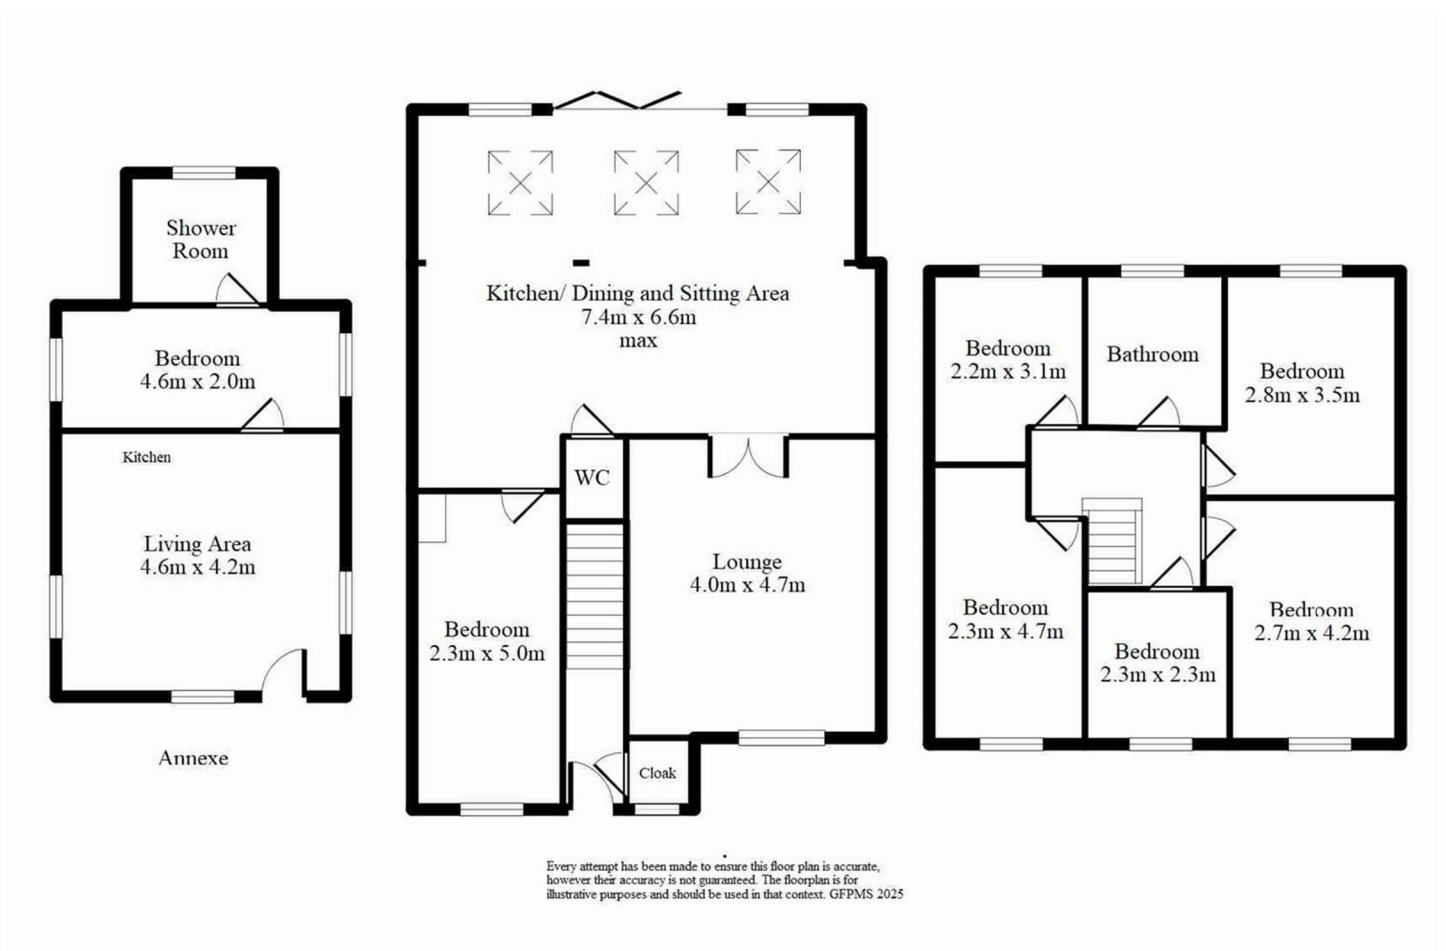 Shower
Room
Bedroom
4.6m x 2.0m
Kitchen
Living Area
4.6m x 4.2m
Annexe
Kitchen/ Dining and Sitting Area
7.4m x 6.6m
max
WC
Lounge
4.0m x 4.7m
Bedroom
2.3m x 5.0m
Cloak
Bedroom
2.2m x 3.1m
Bathroom
Bedroom
2.8m x 3.5m
Bedroom
2.3m x 4.7m
Bedroom
2.3m x 2.3m
Bedroom
2.7m x 4.2m
Every attempt has been made to ensure this floor plan is accurate,
however their accuracy is not guaranteed. The floorplan is for
illustrative purposes and should be used in that context. GFPMS 2025